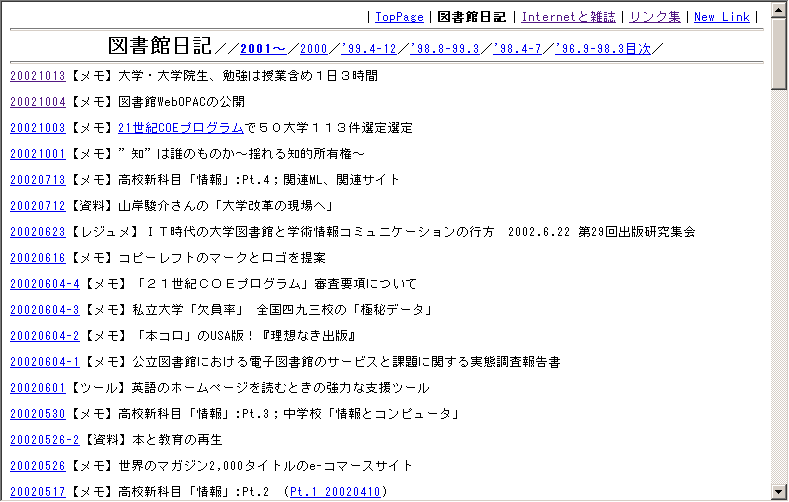 | TopPage | 図書館日記 | Internetと雑誌 | リンク集 | New Link |
図書館日記／／2001～／2000／'99.4-12／'98.8-99.3／'98.4-7／'96.9-98.3目次／
20021013【メモ】大学・大学院生、勉強は授業含め１日３時間
20021004【メモ】図書館WebOPACの公開
20021003【メモ】21世紀COEプログラムで５０大学１１３件選定選定
20021001【メモ】”知”は誰のものか～揺れる知的所有権～
20020713【メモ】高校新科目「情報」:Pt.4；関連ML、関連サイト
20020712【資料】山岸駿介さんの「大学改革の現場へ」
20020623【レジュメ】ＩＴ時代の大学図書館と学術情報コミュニケーションの行方　2002.6.22 第29回出版研究集会
20020616【メモ】コピーレフトのマークとロゴを提案
20020604-4【メモ】「２１世紀ＣＯＥプログラム」審査要項について
20020604-3【メモ】私立大学「欠員率」 全国四九三校の「極秘データ」
20020604-2【メモ】「本コロ」のUSA版！『理想なき出版』
20020604-1【メモ】公立図書館における電子図書館のサービスと課題に関する実態調査報告書
20020601【ツール】英語のホームページを読むときの強力な支援ツール
20020530【メモ】高校新科目「情報」:Pt.3；中学校「情報とコンピュータ」
20020526-2【資料】本と教育の再生
20020526【メモ】世界のマガジン2,000タイトルのe-コマースサイト
20020517【メモ】高校新科目「情報」:Pt.2　（Pt.1 20020410）